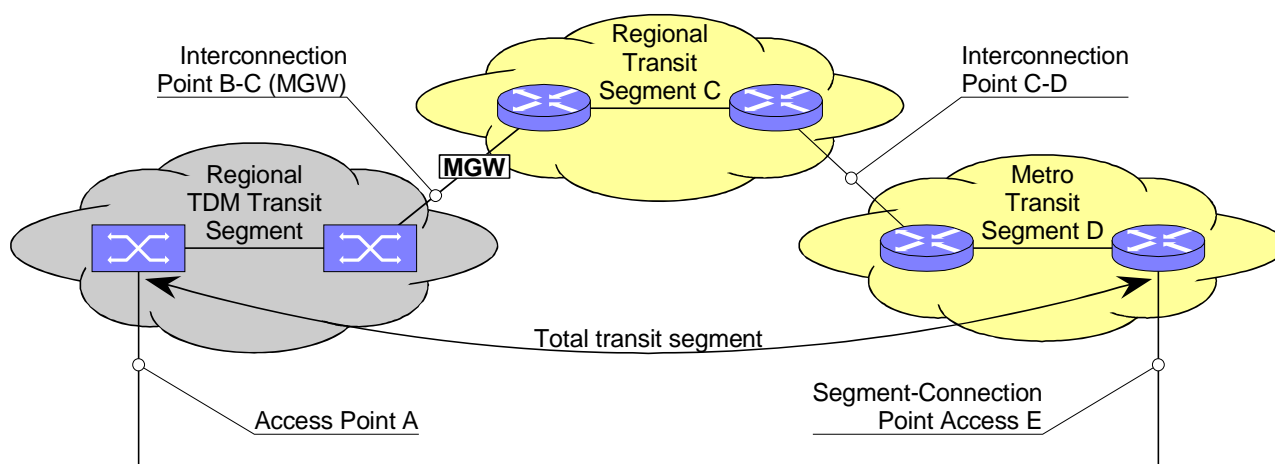 Interconnection
Point B-C (MGW)
Regional
Transit
Segment C
Interconnection
Point C-D
MGW
Regional
TDM Transit
Segment
Metro
Transit
Segment D
Total transit segment
Access Point A
Segment-Connection
Point Access E